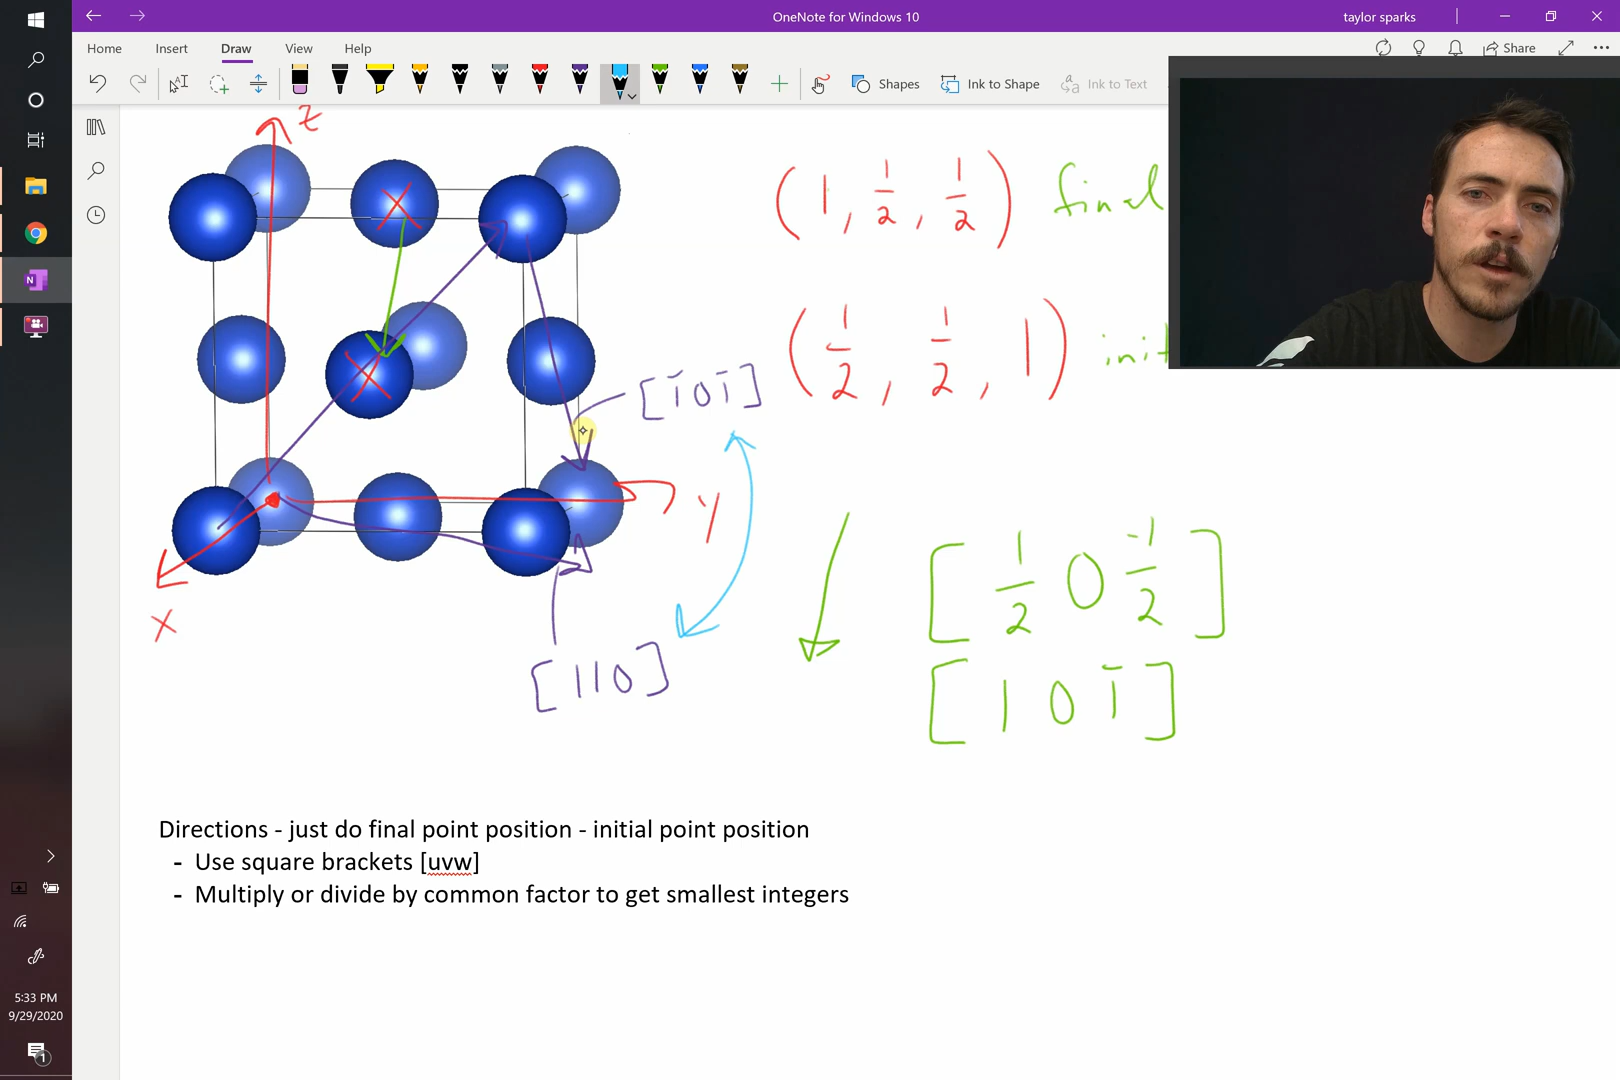 OneNote for Windows 10
taylor sparks
Home Insert Draw View Help
Share
Shapes
Ink to Shape
Ink to Text
z
(1, 1/2, 1/2) final
(1/2, 1/2, 1) init
[1̄01̄]
y
x
[1/2 0 -1/2]
[1 0 1̄]
[110]
Directions - just do final point position - initial point position
- Use square brackets [uvw]
- Multiply or divide by common factor to get smallest integers
5:33 PM
9/29/2020
1